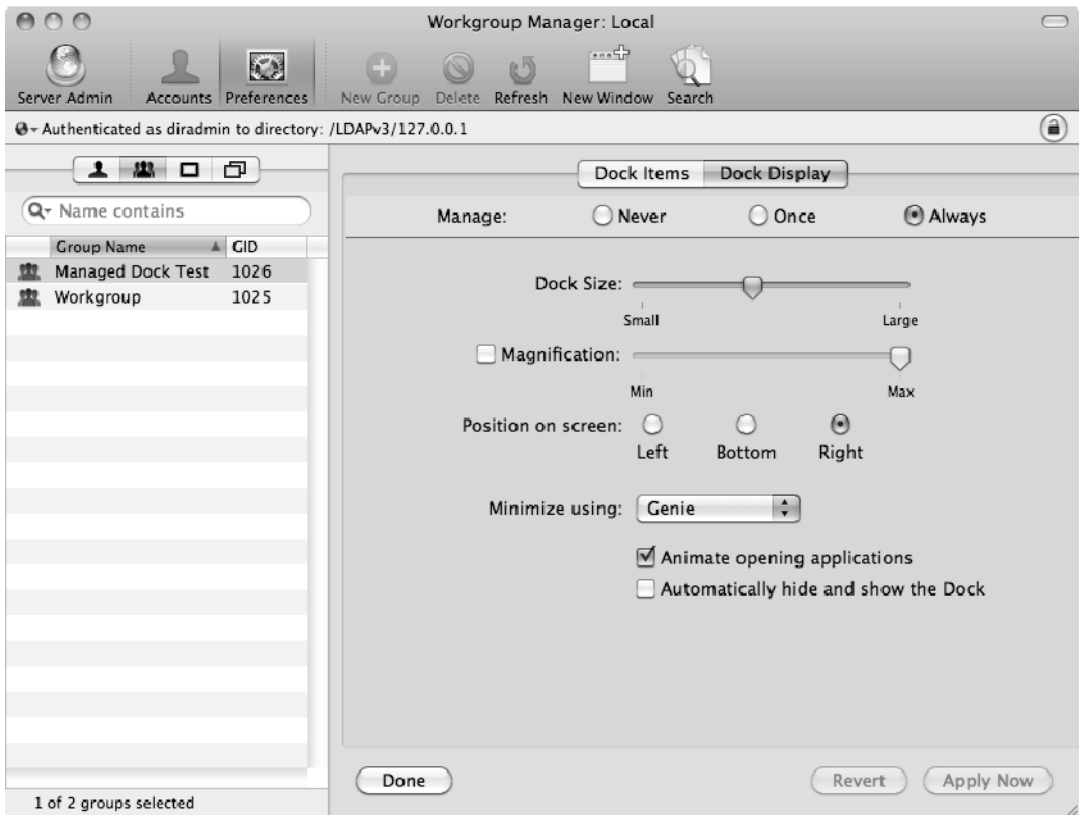 Workgroup Manager: Local
Server Admin Accounts Preferences New Group Delete Refresh New Window Search
Authenticated as diradmin to directory: /LDAPv3/127.0.0.1
Dock Items Dock Display
Name contains
Manage: Never Once Always
Group Name GID
Managed Dock Test 1026
Workgroup 1025
Dock Size:
Small Large
Magnification:
Min Max
Position on screen:
Left Bottom Right
Minimize using: Genie
Animate opening applications
Automatically hide and show the Dock
Done Revert Apply Now
1 of 2 groups selected